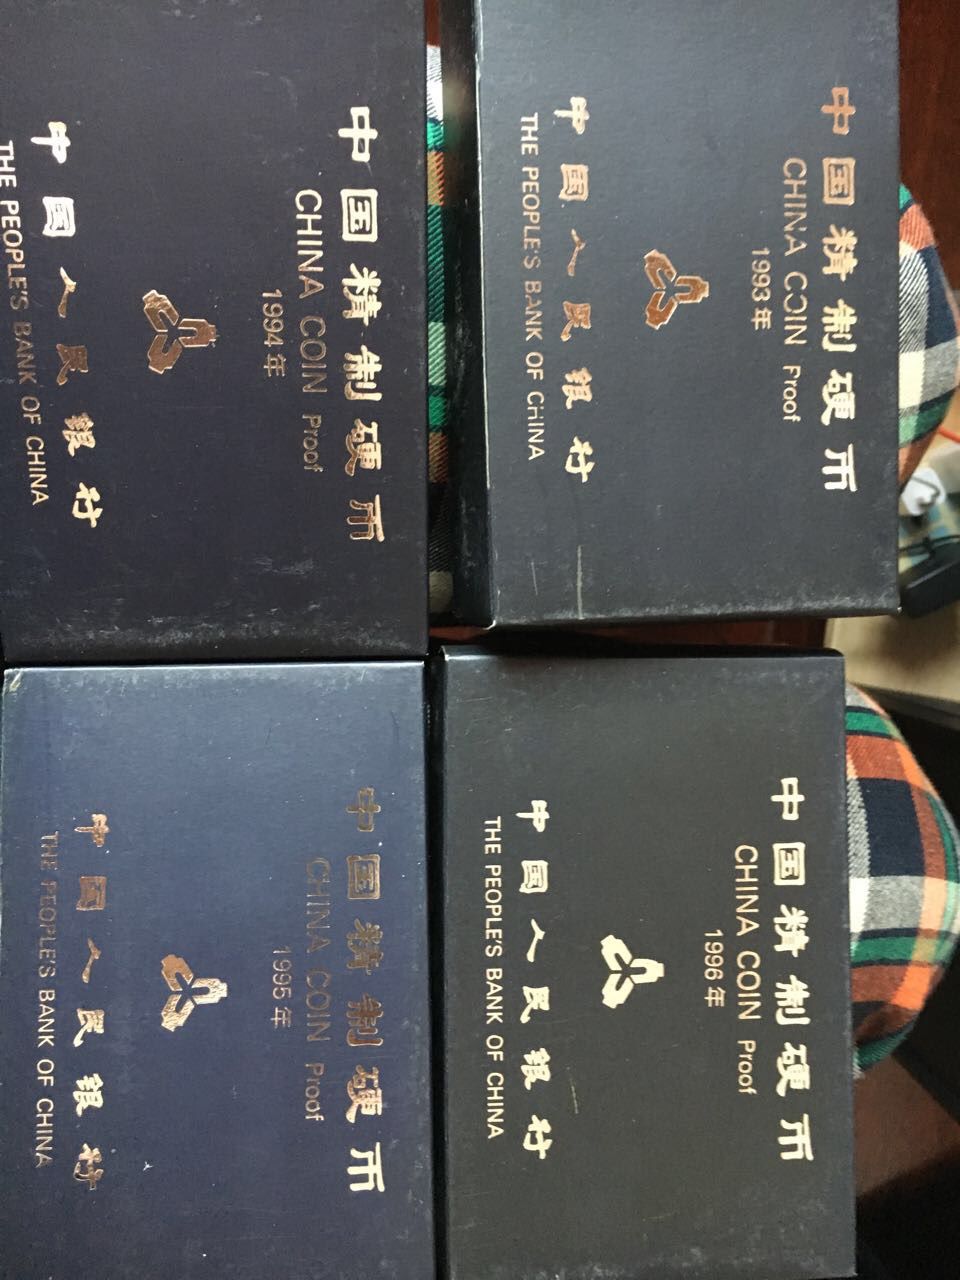 中国精制硬币
CHINA COIN Proof
1993年
中国人民银行
THE PEOPLE'S BANK OF CHINA
中国精制硬币
CHINA COIN Proof
1994年
中国人民银行
THE PEOPLE'S BANK OF CHINA
中国精制硬币
CHINA COIN Proof
1996年
中国人民银行
THE PEOPLE'S BANK OF CHINA
中国精制硬币
CHINA COIN Proof
1995年
中国人民银行
THE PEOPLE'S BANK OF CHINA